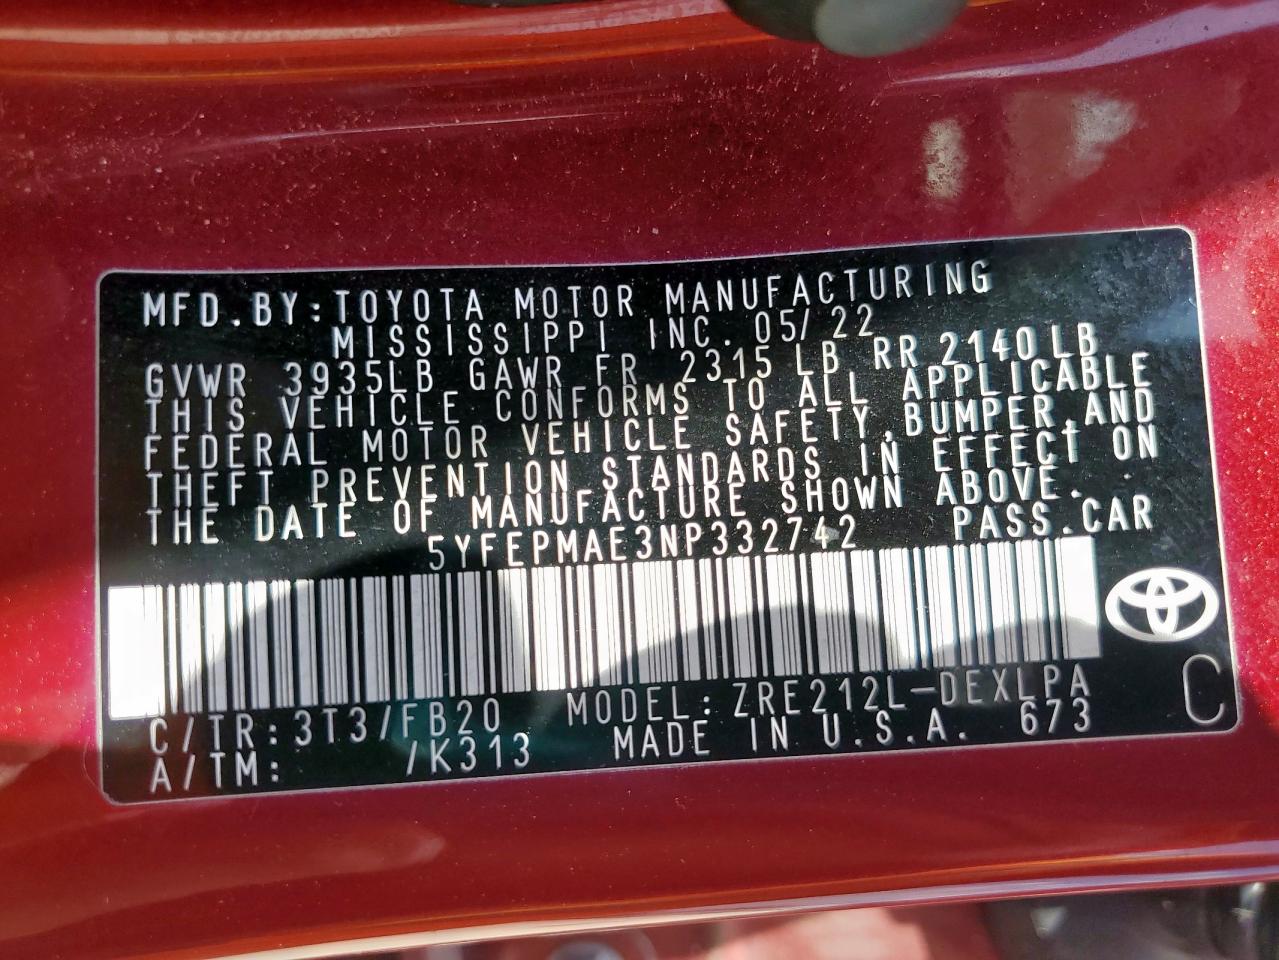 MFD.BY:TOYOTA MOTOR MANUFACTURING
MISSISSIPPI INC. 05/22
GVWR 3935LB GAWR FR 2315 LB RR 2140LB
THIS VEHICLE CONFORMS TO ALL APPLICABLE
FEDERAL MOTOR VEHICLE SAFETY,BUMPER,AND
THEFT PREVENTION STANDARDS IN EFFECT ON
THE DATE OF MANUFACTURE SHOWN ABOVE.
5YFEPMAE3NP332742 PASS.CAR
C/TR:3T3/FB20 MODEL:ZRE212L-DEXLPA
A/TM: /K313 MADE IN U.S.A. 673
C